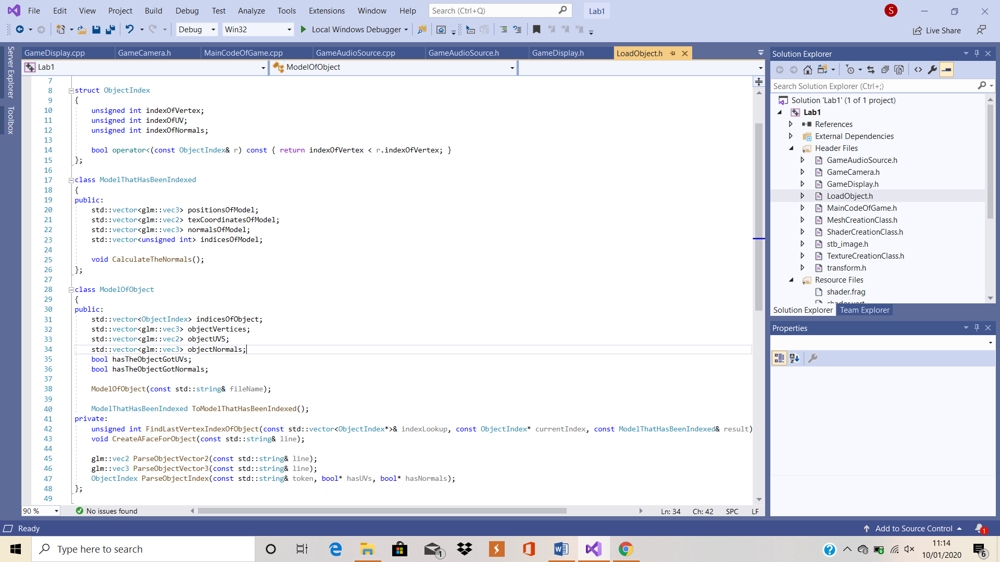 File Edit View Project Build Debug Test Analyze Tools Extensions Window Help Search (Ctrl+Q) Lab1 S
Debug Win32 Local Windows Debugger Live Share
Server Explorer
Toolbox
GameDisplay.cpp GameCamera.h MainCodeOfGame.cpp GameAudioSource.cpp GameAudioSource.h GameDisplay.h LoadObject.h
Lab1 ModelOfObject
7
8 struct ObjectIndex
9 {
10 unsigned int indexOfVertex;
11 unsigned int indexOfUV;
12 unsigned int indexOfNormals;
13
14 bool operator<(const ObjectIndex& r) const { return indexOfVertex < r.indexOfVertex; }
15 };
16
17 class ModelThatHasBeenIndexed
18 {
19 public:
20 std::vector<glm::vec3> positionsOfModel;
21 std::vector<glm::vec2> texCoordinatesOfModel;
22 std::vector<glm::vec3> normalsOfModel;
23 std::vector<unsigned int> indicesOfModel;
24
25 void CalculateTheNormals();
26 };
27
28 class ModelOfObject
29 {
30 public:
31 std::vector<ObjectIndex> indicesOfObject;
32 std::vector<glm::vec3> objectVertices;
33 std::vector<glm::vec2> objectUVS;
34 std::vector<glm::vec3> objectNormals;
35 bool hasTheObjectGotUVs;
36 bool hasTheObjectGotNormals;
37
38 ModelOfObject(const std::string& fileName);
39
40 ModelThatHasBeenIndexed ToModelThatHasBeenIndexed();
41 private:
42 unsigned int FindLastVertexIndexOfObject(const std::vector<ObjectIndex*>& indexLookup, const ObjectIndex* currentIndex, const ModelThatHasBeenIndexed& result)
43 void CreateAFaceForObject(const std::string& line);
44
45 glm::vec2 ParseObjectVector2(const std::string& line);
46 glm::vec3 ParseObjectVector3(const std::string& line);
47 ObjectIndex ParseObjectIndex(const std::string& token, bool* hasUVs, bool* hasNormals);
48 };
49
90 % No issues found Ln: 34 Ch: 42 SPC LF
Solution Explorer
Search Solution Explorer (Ctrl+;)
Solution 'Lab1' (1 of 1 project)
Lab1
References
External Dependencies
Header Files
GameAudioSource.h
GameCamera.h
GameDisplay.h
LoadObject.h
MainCodeOfGame.h
MeshCreationClass.h
ShaderCreationClass.h
stb_image.h
TextureCreationClass.h
transform.h
Resource Files
shader.frag
shader.vert
Solution Explorer Team Explorer
Properties
Ready Add to Source Control 1
Type here to search 1 11:14
10/01/2020 6